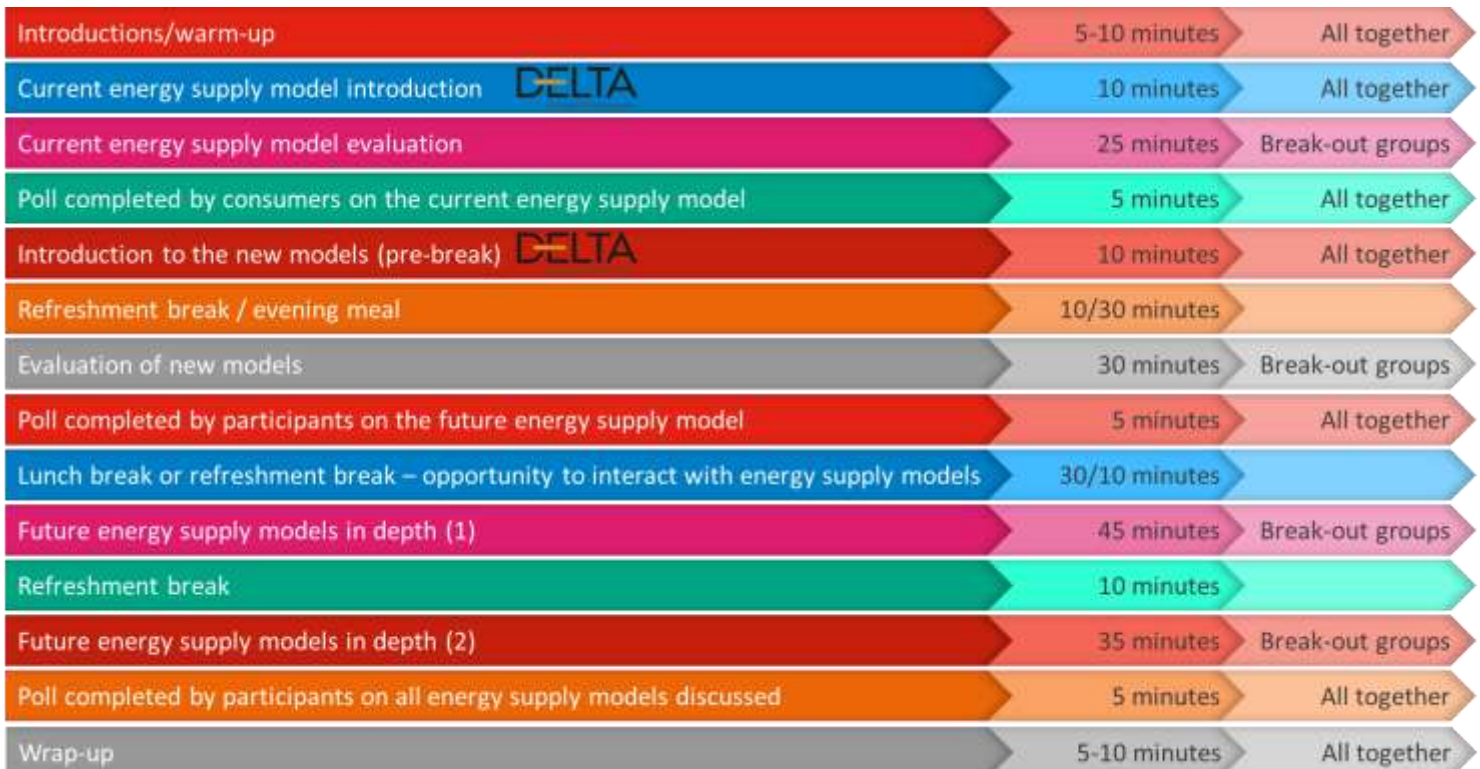 Introductions/warm-up 5-10 minutes All together
Current energy supply model introduction DELTA 10 minutes All together
Current energy supply model evaluation 25 minutes Break-out groups
Poll completed by consumers on the current energy supply model 5 minutes All together
Introduction to the new models (pre-break) DELTA 10 minutes All together
Refreshment break / evening meal 10/30 minutes
Evaluation of new models 30 minutes Break-out groups
Poll completed by participants on the future energy supply model 5 minutes All together
Lunch break or refreshment break – opportunity to interact with energy supply models 30/10 minutes
Future energy supply models in depth (1) 45 minutes Break-out groups
Refreshment break 10 minutes
Future energy supply models in depth (2) 35 minutes Break-out groups
Poll completed by participants on all energy supply models discussed 5 minutes All together
Wrap-up 5-10 minutes All together